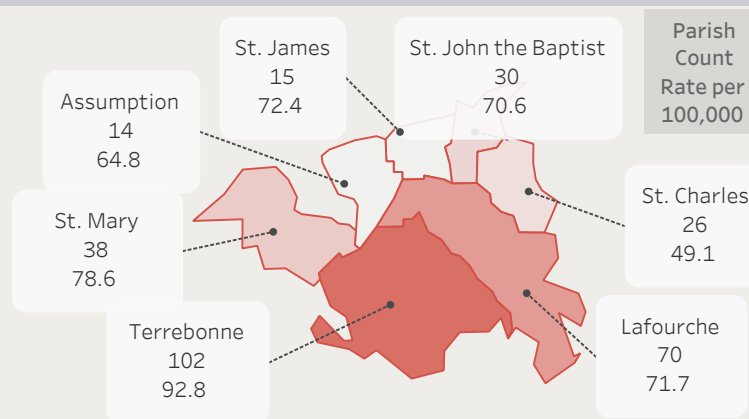 St. James
15
72.4
St. John the Baptist
30
70.6
Parish
Count
Rate per
100,000
Assumption
14
64.8
St. Mary
38
78.6
St. Charles
26
49.1
Terrebonne
102
92.8
Lafourche
70
71.7